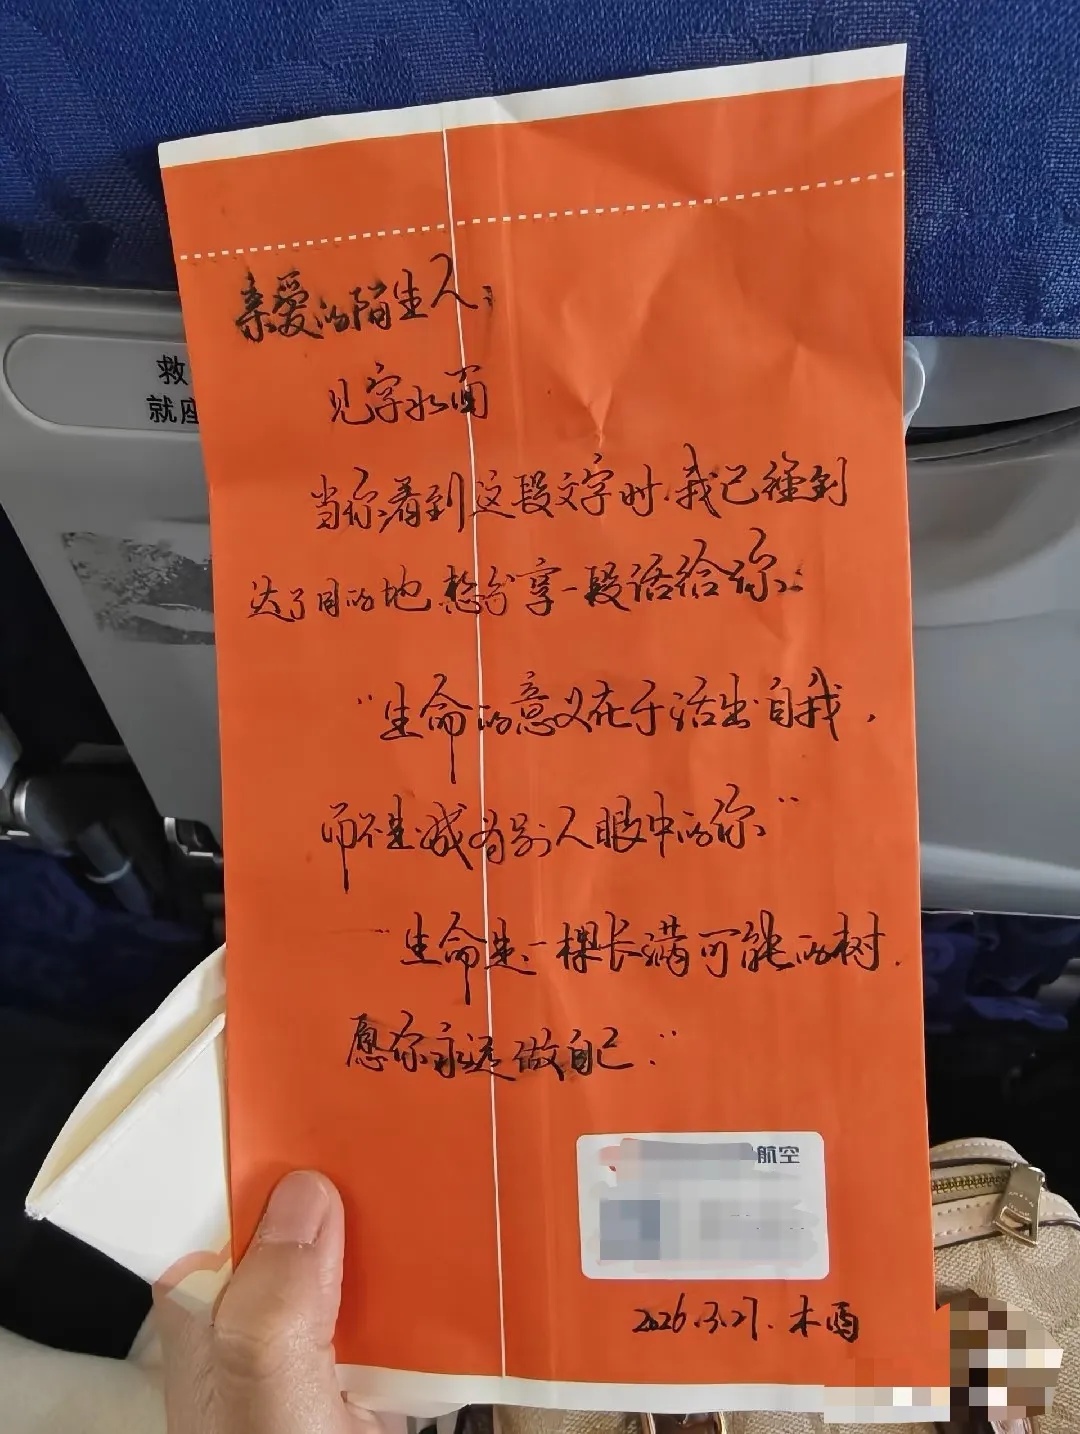 救
就座
亲爱的陌生人:
见字如面
当你看到这段文字时,我已经到
达了目的地,想分享一段话给你:
“生命的意义在于活出自我,
而不是成为别人眼中的你”
“生命是一棵长满可能的树,
愿你永远做自己.”
航空
2026.3.27. 木酉